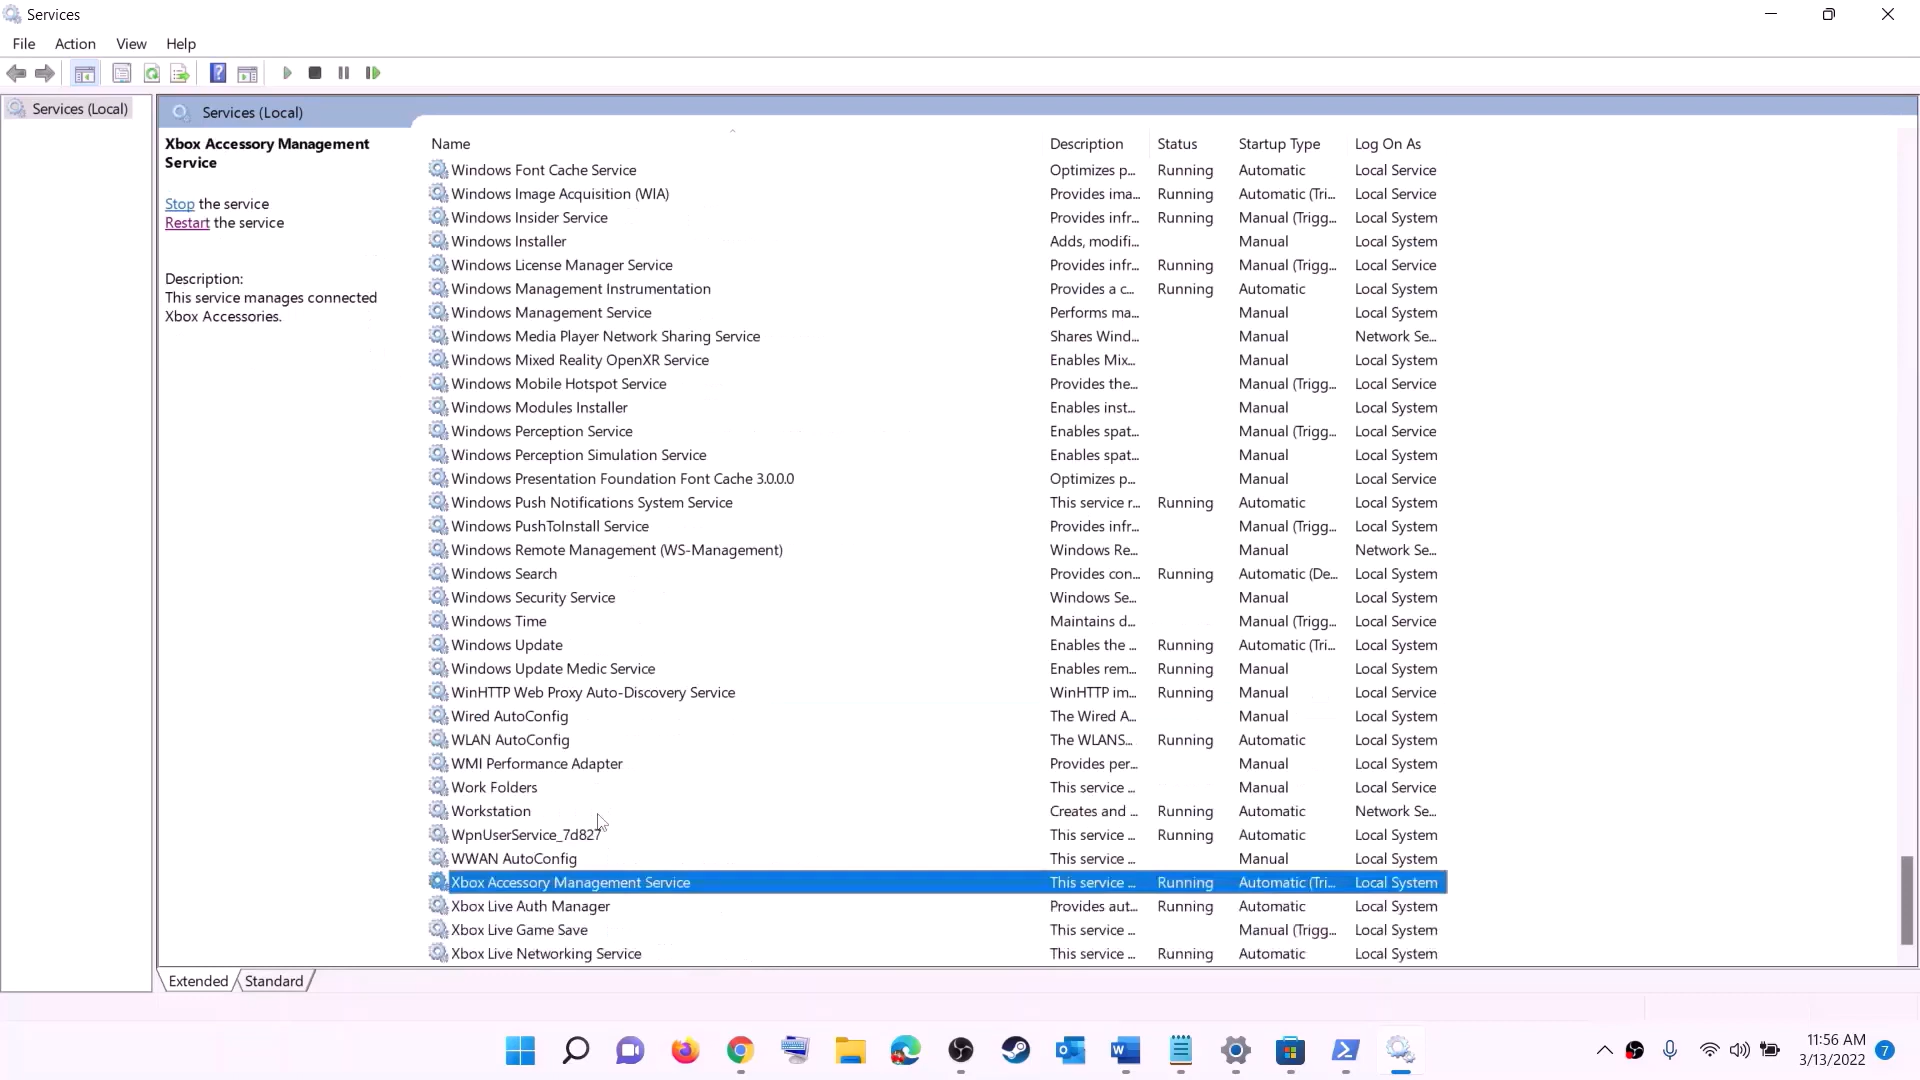 Services
File Action View Help
Services (Local)
Services (Local)
Xbox Accessory Management
Service
Stop the service
Restart the service
Description:
This service manages connected
Xbox Accessories.
Name Description Status Startup Type Log On As
Windows Font Cache Service Optimizes p... Running Automatic Local Service
Windows Image Acquisition (WIA) Provides ima... Running Automatic (Tri... Local Service
Windows Insider Service Provides infr... Running Manual (Trigg... Local System
Windows Installer Adds, modifi... Manual Local System
Windows License Manager Service Provides infr... Running Manual (Trigg... Local Service
Windows Management Instrumentation Provides a c... Running Automatic Local System
Windows Management Service Performs ma... Manual Local System
Windows Media Player Network Sharing Service Shares Wind... Manual Network Se...
Windows Mixed Reality OpenXR Service Enables Mix... Manual Local System
Windows Mobile Hotspot Service Provides the... Manual (Trigg... Local Service
Windows Modules Installer Enables inst... Manual Local System
Windows Perception Service Enables spat... Manual (Trigg... Local Service
Windows Perception Simulation Service Enables spat... Manual Local System
Windows Presentation Foundation Font Cache 3.0.0.0 Optimizes p... Manual Local Service
Windows Push Notifications System Service This service r... Running Automatic Local System
Windows PushToInstall Service Provides infr... Manual (Trigg... Local System
Windows Remote Management (WS-Management) Windows Re... Manual Network Se...
Windows Search Provides con... Running Automatic (De... Local System
Windows Security Service Windows Se... Manual Local System
Windows Time Maintains d... Manual (Trigg... Local Service
Windows Update Enables the ... Running Automatic (Tri... Local System
Windows Update Medic Service Enables rem... Running Manual Local System
WinHTTP Web Proxy Auto-Discovery Service WinHTTP im... Running Manual Local Service
Wired AutoConfig The Wired A... Manual Local System
WLAN AutoConfig The WLANS... Running Automatic Local System
WMI Performance Adapter Provides per... Manual Local System
Work Folders This service ... Manual Local Service
Workstation Creates and ... Running Automatic Network Se...
WpnUserService_7d827 This service ... Running Automatic Local System
WWAN AutoConfig This service ... Manual Local System
Xbox Accessory Management Service This service ... Running Automatic (Tri... Local System
Xbox Live Auth Manager Provides aut... Running Automatic Local System
Xbox Live Game Save This service ... Manual (Trigg... Local System
Xbox Live Networking Service This service ... Running Automatic Local System
Extended Standard
11:56 AM
3/13/2022
7